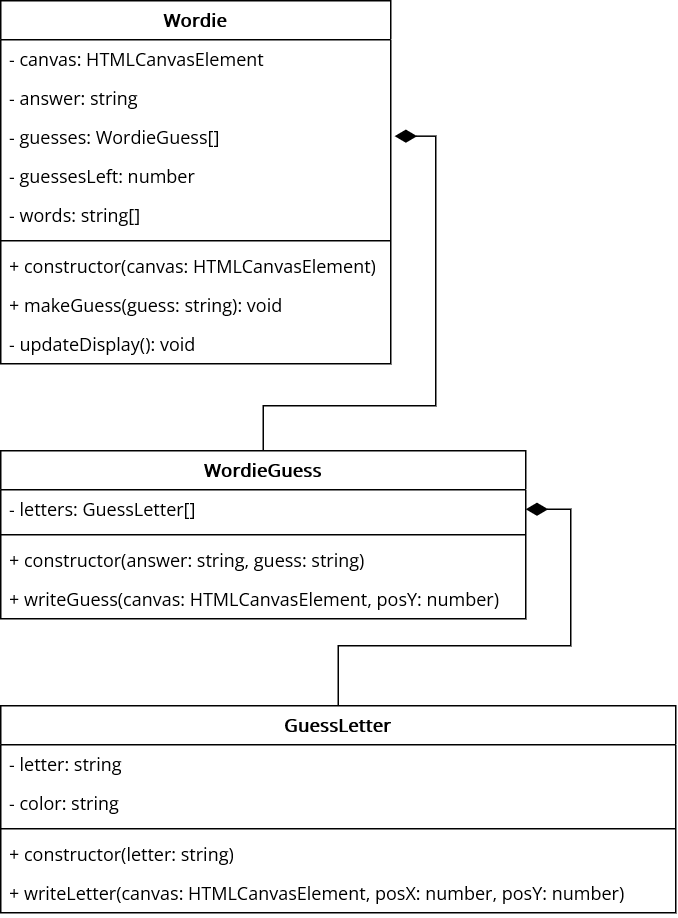 Wordie
- canvas: HTMLCanvasElement
- answer: string
- guesses: WordieGuess[]
- guessesLeft: number
- words: string[]
+ constructor(canvas: HTMLCanvasElement)
+ makeGuess(guess: string): void
- updateDisplay(): void
WordieGuess
- letters: GuessLetter[]
+ constructor(answer: string, guess: string)
+ writeGuess(canvas: HTMLCanvasElement, posY: number)
GuessLetter
- letter: string
- color: string
+ constructor(letter: string)
+ writeLetter(canvas: HTMLCanvasElement, posX: number, posY: number)